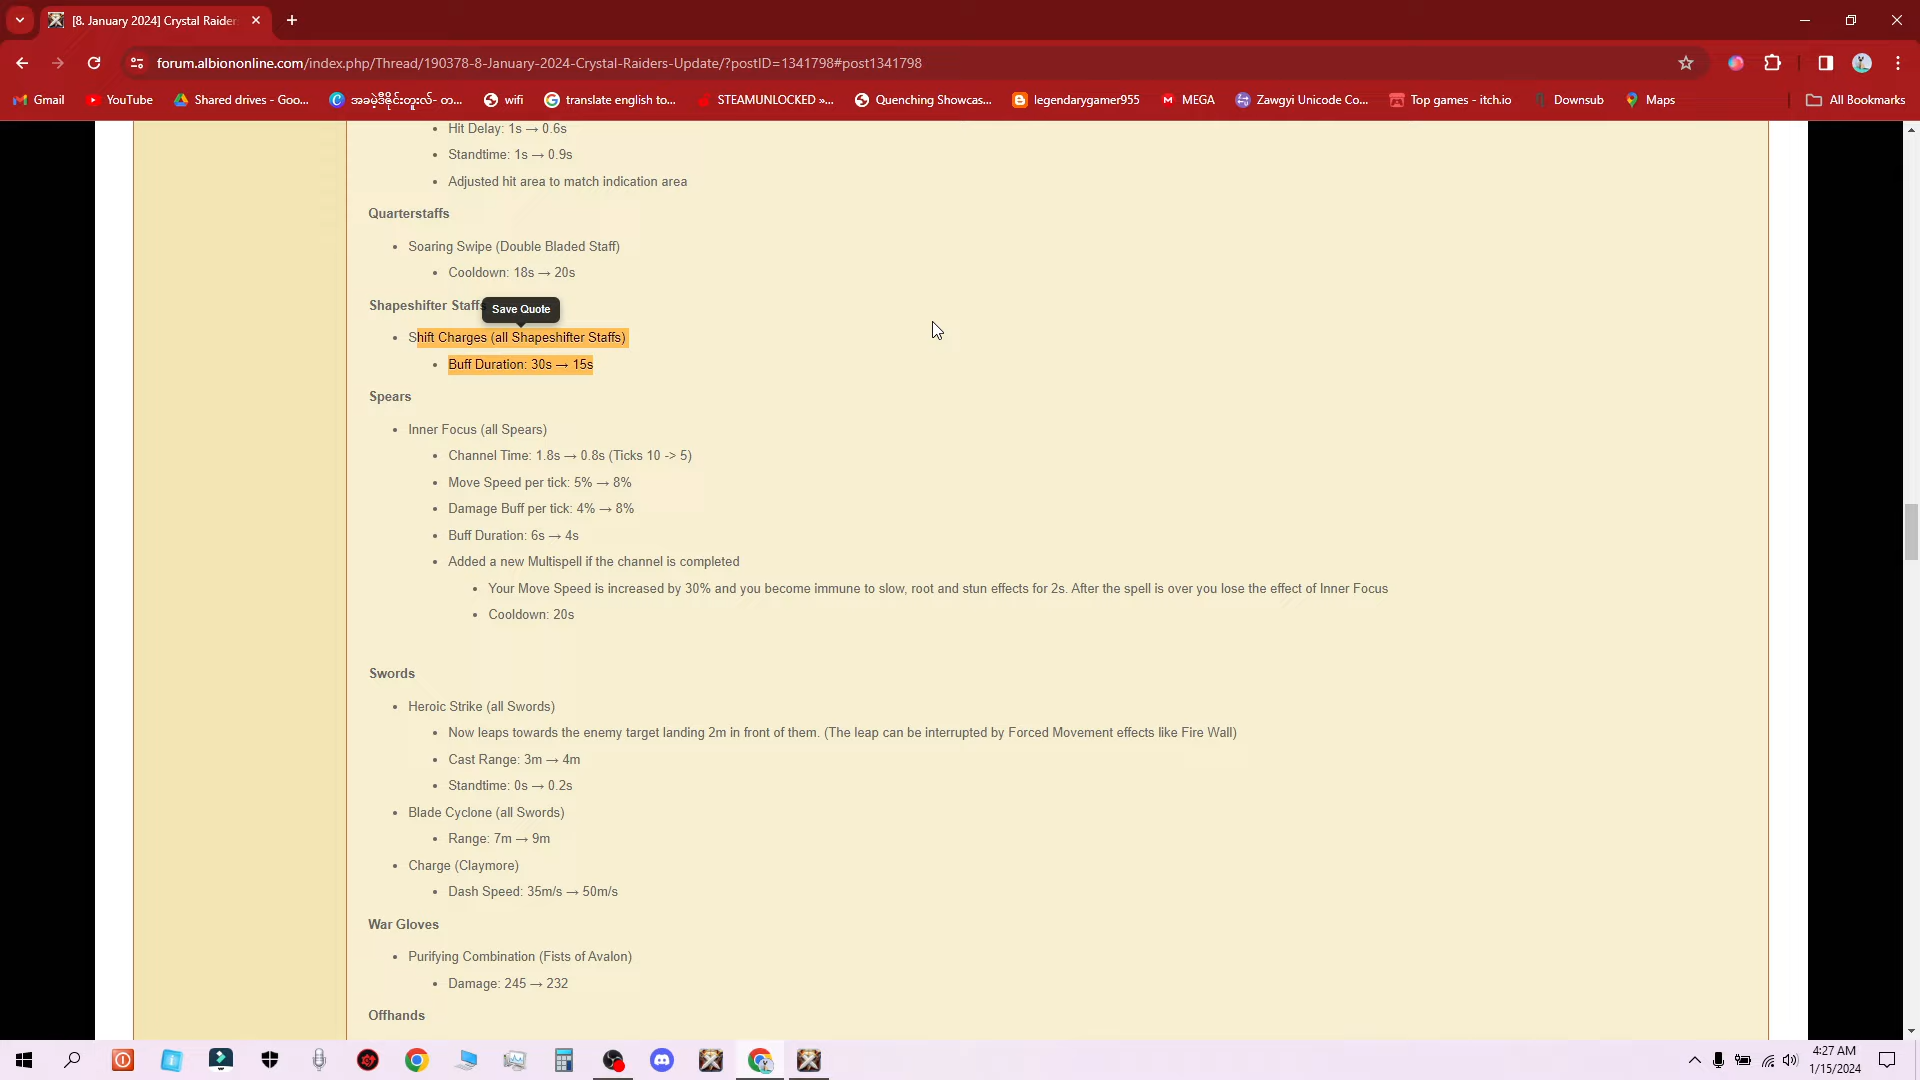 [8. January 2024] Crystal Raider
forum.albiononline.com/index.php/Thread/190378-8-January-2024-Crystal-Raiders-Update/?postID=1341798#post1341798
Gmail
YouTube
Shared drives - Goo...
wifi
translate english to...
STEAMUNLOCKED »...
Quenching Showcas...
legendarygamer955
MEGA
Zawgyi Unicode Co...
Top games - itch.io
Downsub
Maps
All Bookmarks
• Hit Delay: 1s → 0.6s
• Standtime: 1s → 0.9s
• Adjusted hit area to match indication area
Quarterstaffs
• Soaring Swipe (Double Bladed Staff)
• Cooldown: 18s → 20s
Shapeshifter Staffs
Save Quote
• Shift Charges (all Shapeshifter Staffs)
• Buff Duration: 30s → 15s
Spears
• Inner Focus (all Spears)
• Channel Time: 1.8s → 0.8s (Ticks 10 -> 5)
• Move Speed per tick: 5% → 8%
• Damage Buff per tick: 4% → 8%
• Buff Duration: 6s → 4s
• Added a new Multispell if the channel is completed
• Your Move Speed is increased by 30% and you become immune to slow, root and stun effects for 2s. After the spell is over you lose the effect of Inner Focus
• Cooldown: 20s
Swords
• Heroic Strike (all Swords)
• Now leaps towards the enemy target landing 2m in front of them. (The leap can be interrupted by Forced Movement effects like Fire Wall)
• Cast Range: 3m → 4m
• Standtime: 0s → 0.2s
• Blade Cyclone (all Swords)
• Range: 7m → 9m
• Charge (Claymore)
• Dash Speed: 35m/s → 50m/s
War Gloves
• Purifying Combination (Fists of Avalon)
• Damage: 245 → 232
Offhands
4:27 AM
1/15/2024